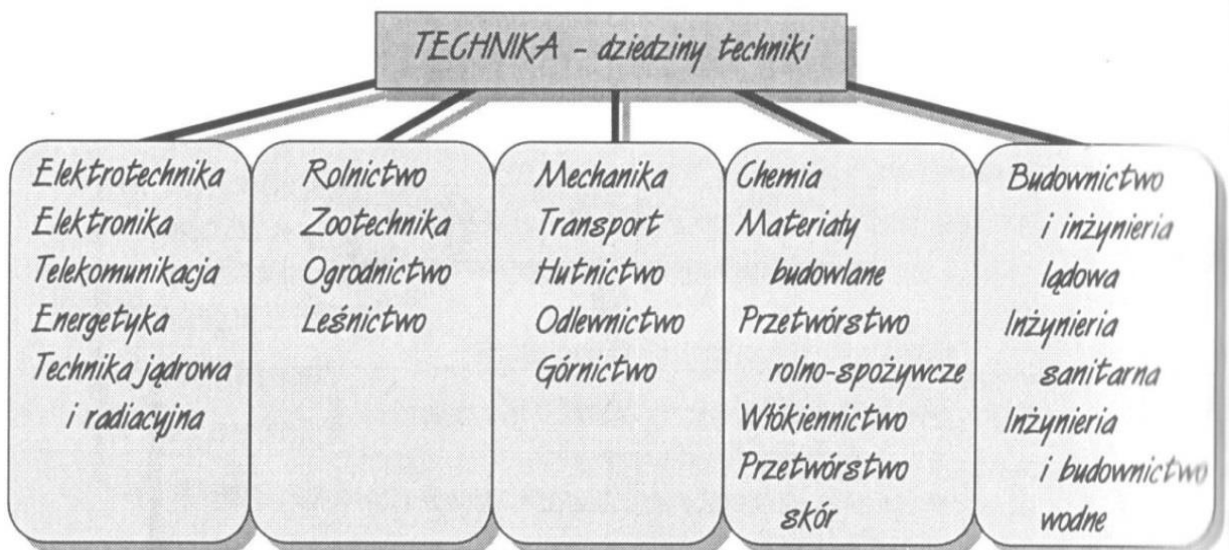 TECHNIKA - dziedziny techniki
Elektrotechnika
Elektronika
Telekomunikacja
Energetyka
Technika jądrowa
i radiacyjna
Rolnictwo
Zootechnika
Ogrodnictwo
Leśnictwo
Mechanika
Transport
Hutnictwo
Odlewnictwo
Górnictwo
Chemia
Materiały
budowlane
Przetwórstwo
rolno-spożywcze
Włókiennictwo
Przetwórstwo
skór
Budownictwo
i inżynieria
lądowa
Inżynieria
sanitarna
Inżynieria
i budownictwo
wodne